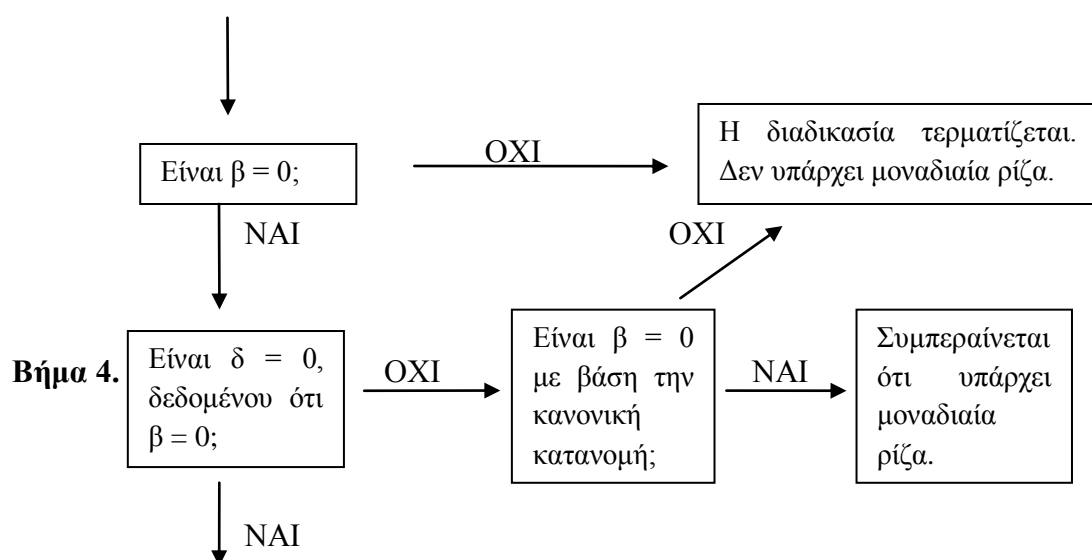 Είναι β = 0;
ΟΧΙ
Η διαδικασία τερματίζεται.
Δεν υπάρχει μοναδιαία ρίζα.
ΝΑΙ
ΟΧΙ
Βήμα 4.
Είναι δ = 0,
δεδομένου ότι
β = 0;
ΟΧΙ
Είναι β = 0
με βάση την
κανονική
κατανομή;
ΝΑΙ
Συμπεραίνεται
ότι υπάρχει
μοναδιαία
ρίζα.
ΝΑΙ